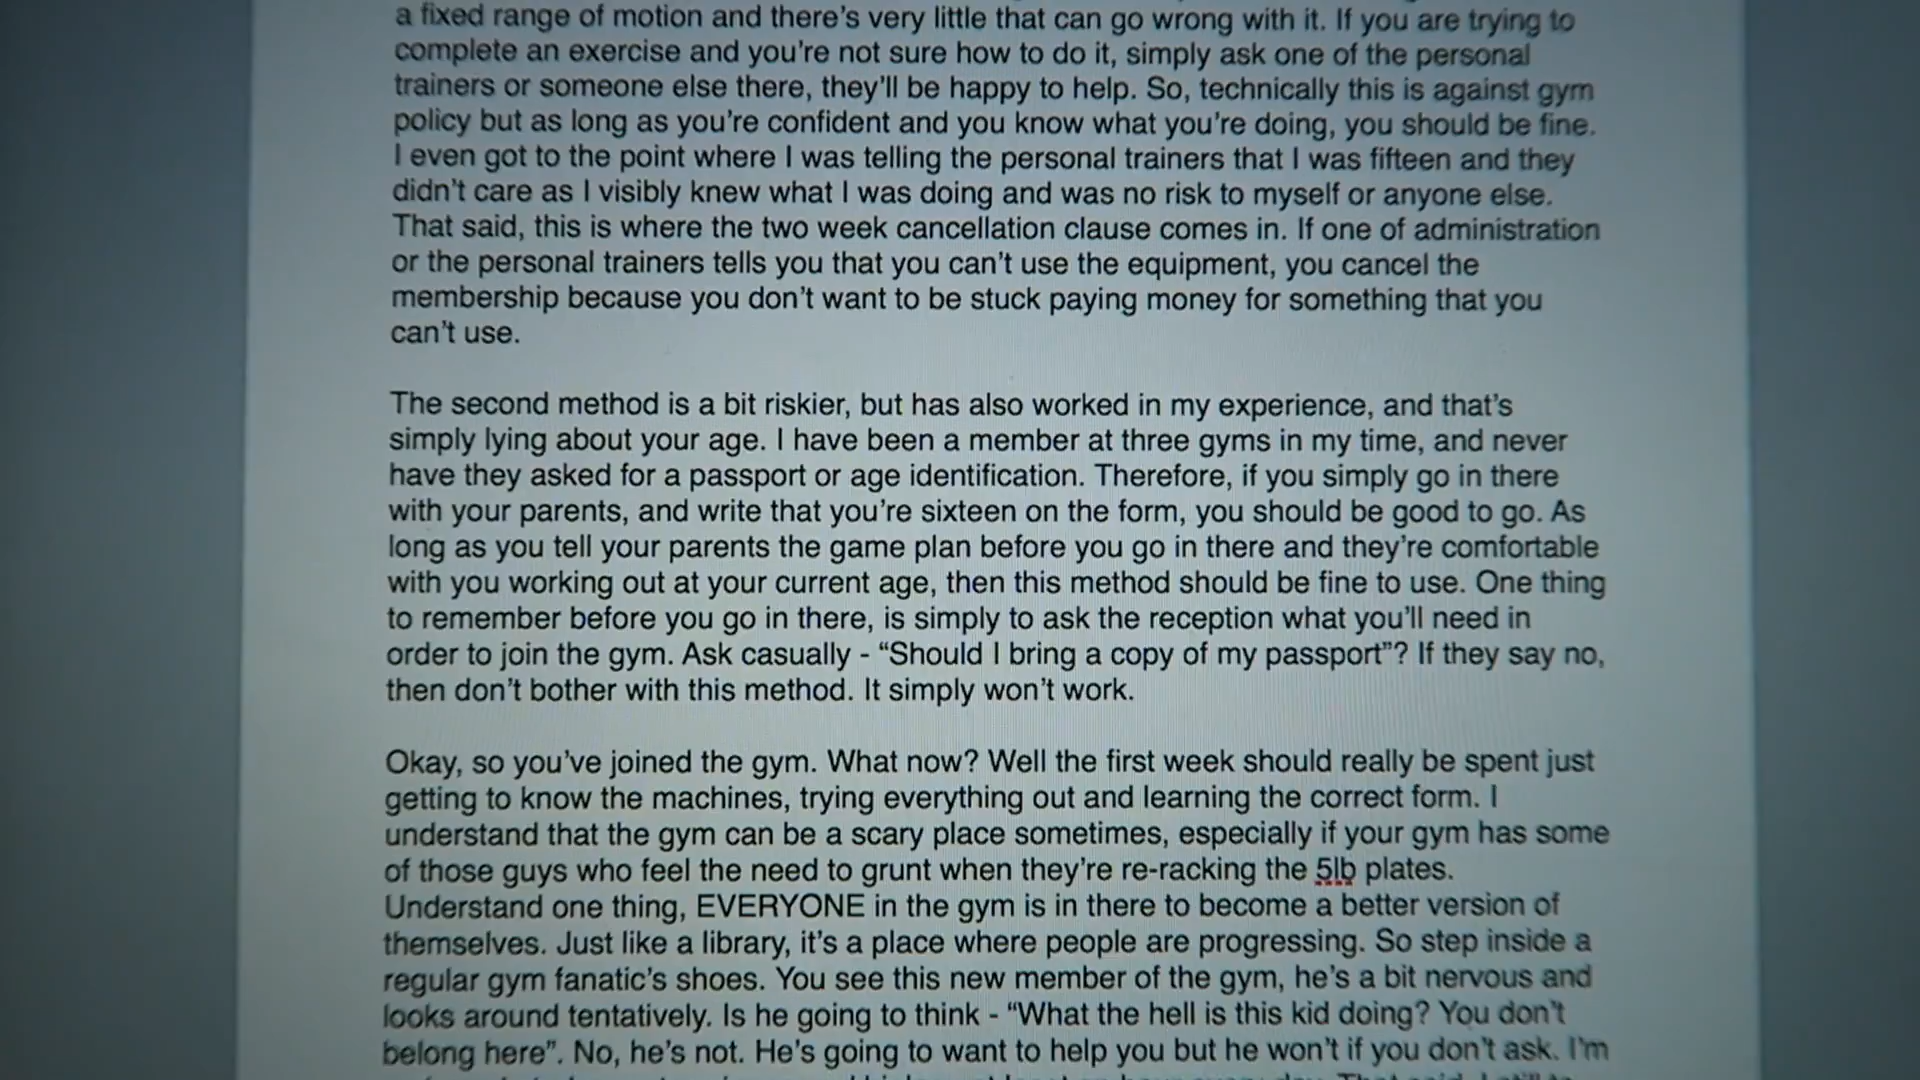 a fixed range of motion and there's very little that can go wrong with it. If you are trying to
complete an exercise and you're not sure how to do it, simply ask one of the personal
trainers or someone else there, they'll be happy to help. So, technically this is against gym
policy but as long as you're confident and you know what you're doing, you should be fine.
I even got to the point where I was telling the personal trainers that I was fifteen and they
didn't care as I visibly knew what I was doing and was no risk to myself or anyone else.
That said, this is where the two week cancellation clause comes in. If one of administration
or the personal trainers tells you that you can't use the equipment, you cancel the
membership because you don't want to be stuck paying money for something that you
can't use.
The second method is a bit riskier, but has also worked in my experience, and that's
simply lying about your age. I have been a member at three gyms in my time, and never
have they asked for a passport or age identification. Therefore, if you simply go in there
with your parents, and write that you're sixteen on the form, you should be good to go. As
long as you tell your parents the game plan before you go in there and they're comfortable
with you working out at your current age, then this method should be fine to use. One thing
to remember before you go in there, is simply to ask the reception what you'll need in
order to join the gym. Ask casually - “Should I bring a copy of my passport”? If they say no,
then don't bother with this method. It simply won't work.
Okay, so you've joined the gym. What now? Well the first week should really be spent just
getting to know the machines, trying everything out and learning the correct form. I
understand that the gym can be a scary place sometimes, especially if your gym has some
of those guys who feel the need to grunt when they're re-racking the 5lb plates.
Understand one thing, EVERYONE in the gym is in there to become a better version of
themselves. Just like a library, it's a place where people are progressing. So step inside a
regular gym fanatic's shoes. You see this new member of the gym, he's a bit nervous and
looks around tentatively. Is he going to think - “What the hell is this kid doing? You don't
belong here”. No, he's not. He's going to want to help you but he won't if you don't ask. I'm